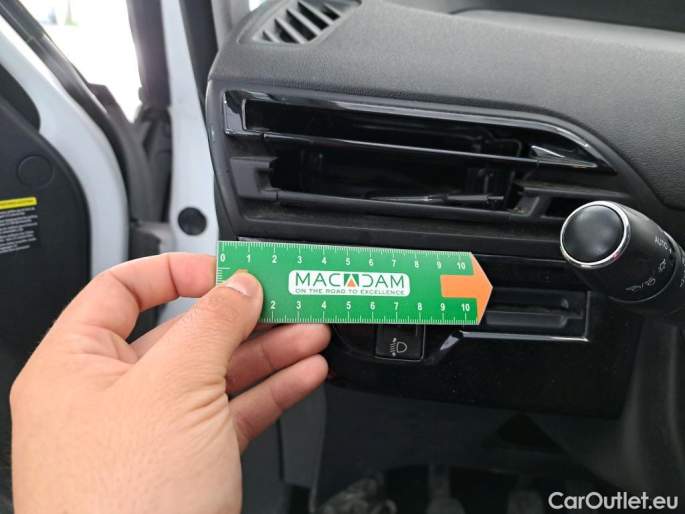 0 1 2 3 4 5 6 7 8 9 10
MACADAM
ON THE ROAD TO EXCELLENCE
2 3 4 5 6 7 8 9 10
AUTO
CarOutlet.eu